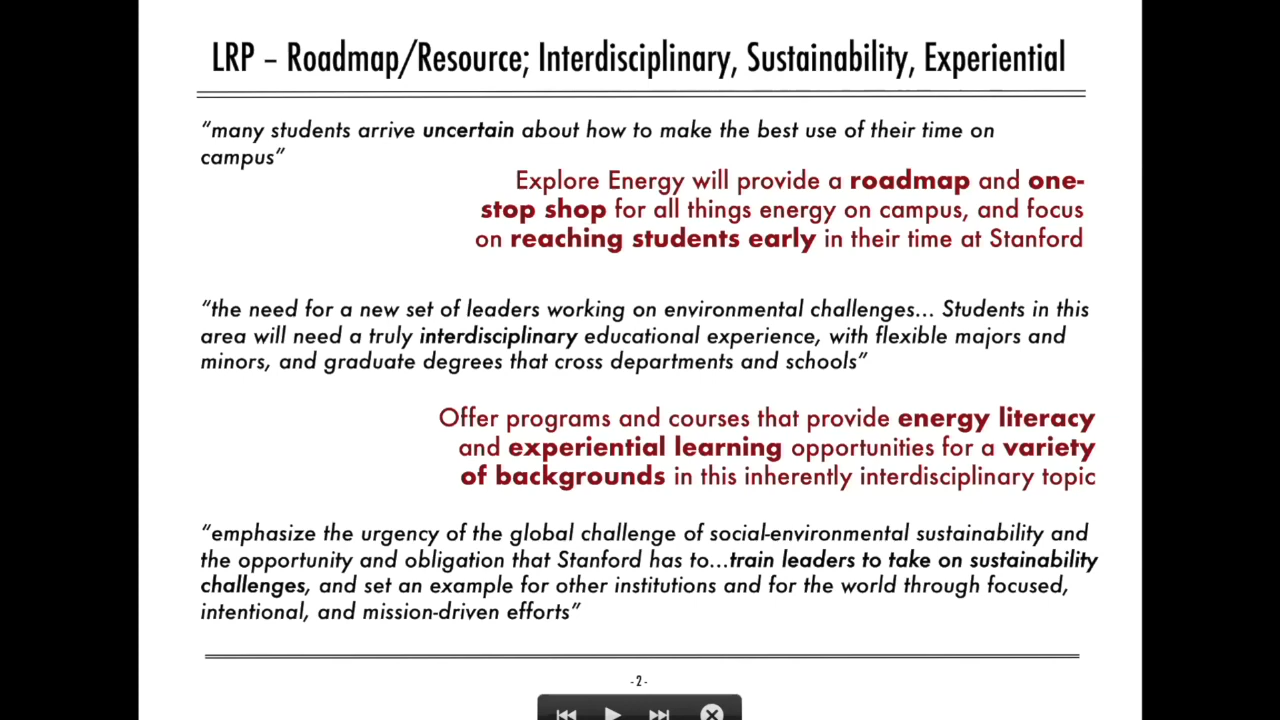 LRP – Roadmap/Resource; Interdisciplinary, Sustainability, Experiential
“many students arrive uncertain about how to make the best use of their time on
campus”
Explore Energy will provide a roadmap and one-
stop shop for all things energy on campus, and focus
on reaching students early in their time at Stanford
“the need for a new set of leaders working on environmental challenges... Students in this
area will need a truly interdisciplinary educational experience, with flexible majors and
minors, and graduate degrees that cross departments and schools”
Offer programs and courses that provide energy literacy
and experiential learning opportunities for a variety
of backgrounds in this inherently interdisciplinary topic
“emphasize the urgency of the global challenge of social-environmental sustainability and
the opportunity and obligation that Stanford has to...train leaders to take on sustainability
challenges, and set an example for other institutions and for the world through focused,
intentional, and mission-driven efforts”
-2-